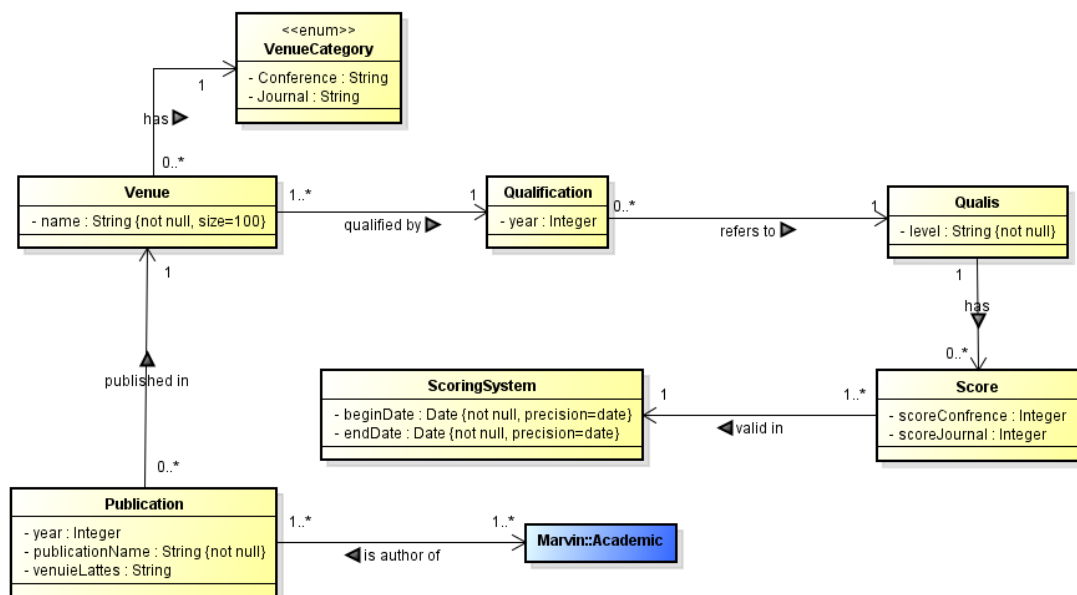 <<enum>>
VenueCategory
- Conference : String
- Journal : String
1
has
0..*
Venue
- name : String {not null, size=100}
1..*
1
qualified by
Qualification
- year : Integer
0..*
1
refers to
Qualis
- level : String {not null}
1
has
0..*
1
published in
0..*
ScoringSystem
- beginDate : Date {not null, precision=date}
- endDate : Date {not null, precision=date}
1
1..*
valid in
Score
- scoreConfrence : Integer
- scoreJournal : Integer
Publication
- year : Integer
- publicationName : String {not null}
- venuieLattes : String
1..*
1..*
is author of
Marvin::Academic